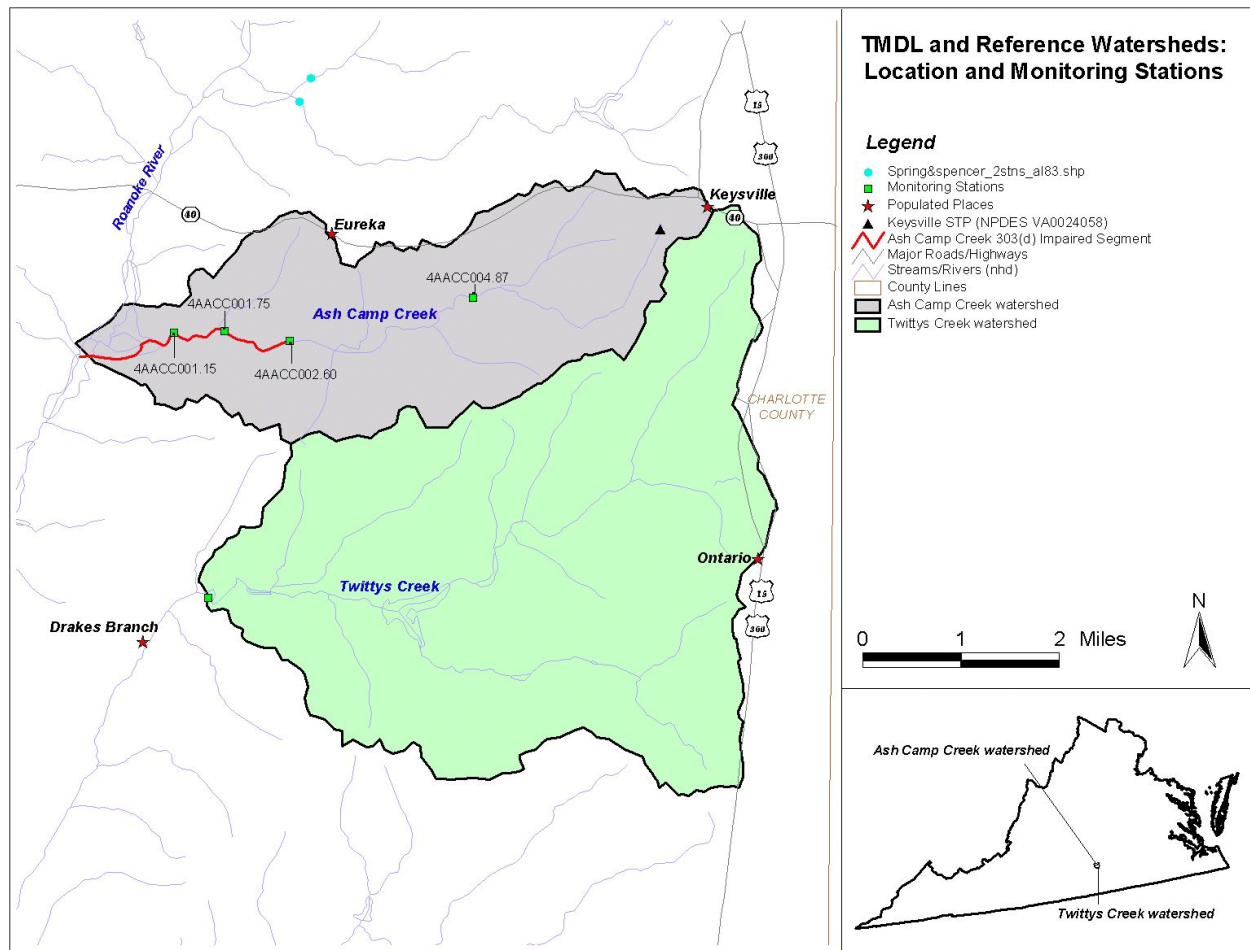 TMDL and Reference Watersheds:
Location and Monitoring Stations
Legend
Spring&spencer_2stns_al83.shp
Monitoring Stations
Populated Places
Keysville STP (NPDES VA0024058)
Ash Camp Creek 303(d) Impaired Segment
Major Roads/Highways
Streams/Rivers (nhd)
County Lines
Ash Camp Creek watershed
Twittys Creek watershed
15
360
Roanoke River
40
Eureka
Keysville
40
4AACC004.87
4AACC001.75
Ash Camp Creek
4AACC001.15
4AACC002.60
CHARLOTTE
COUNTY
Ontario
Twittys Creek
15
360
Drakes Branch
N
0 1 2 Miles
Ash Camp Creek watershed
Twittys Creek watershed